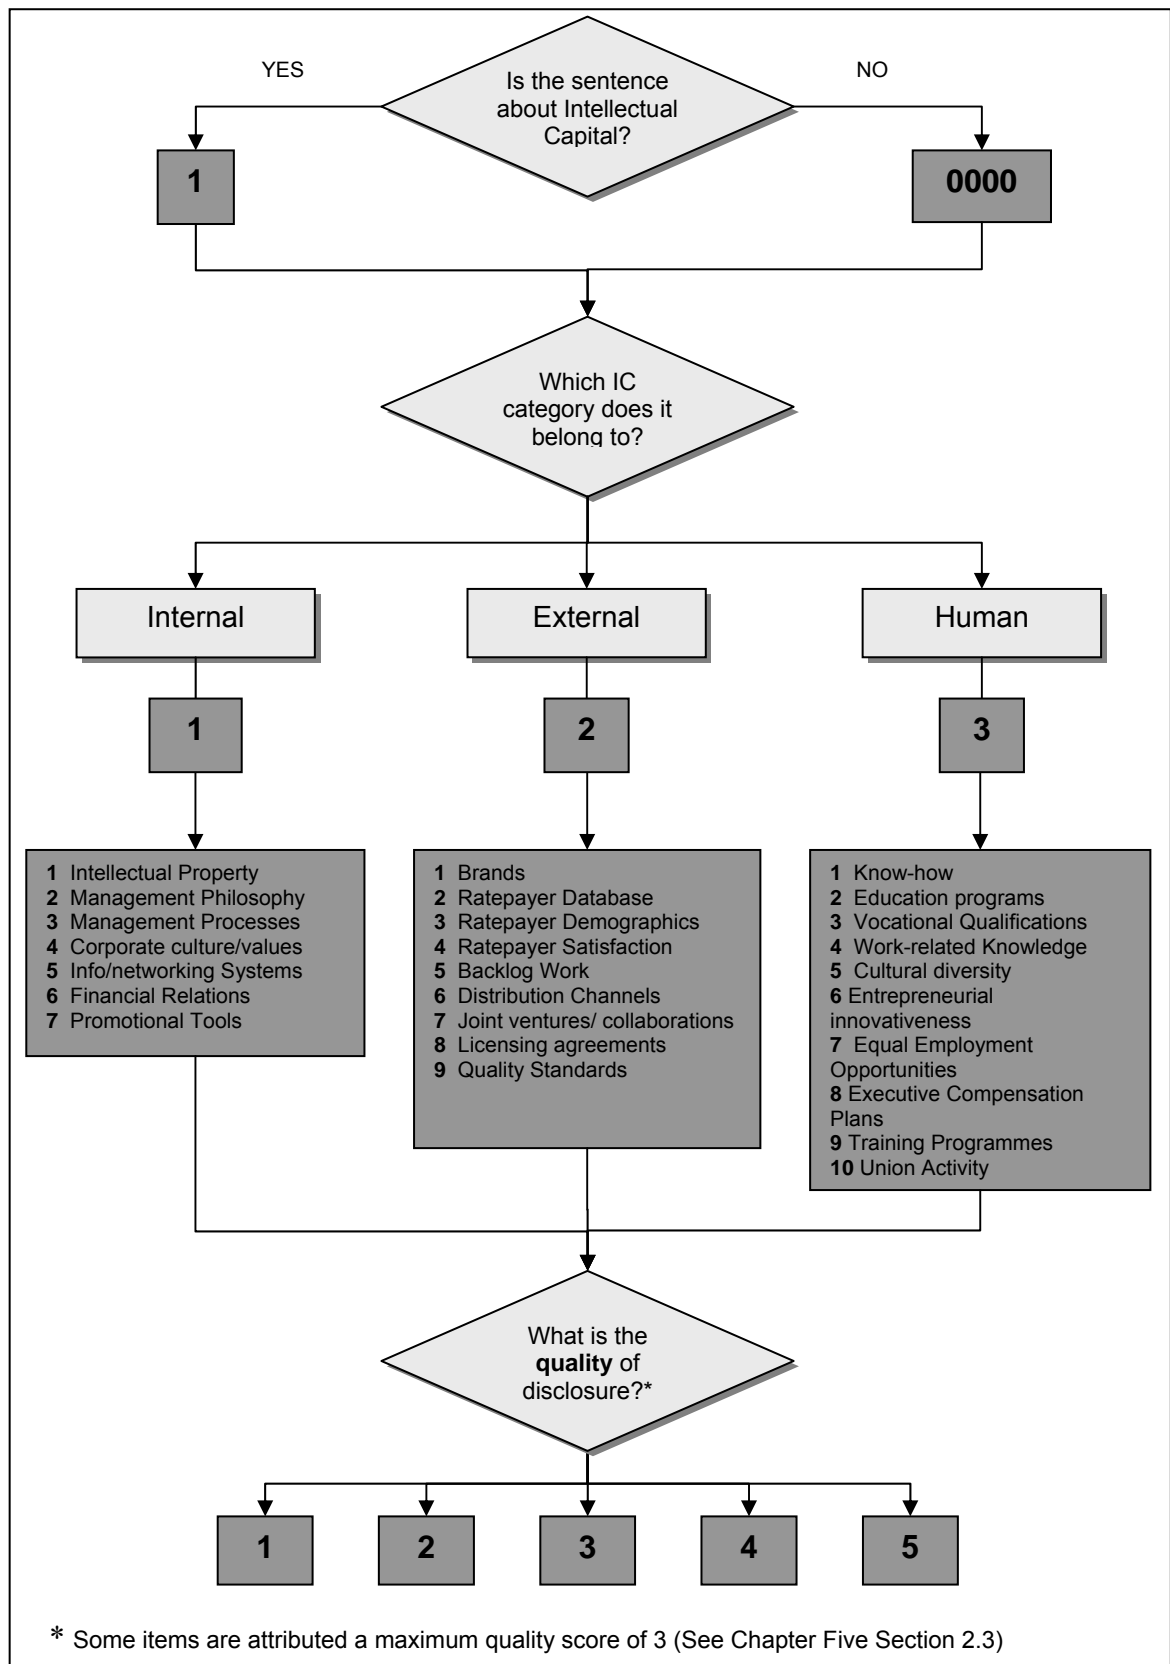 YES
Is the sentence
about Intellectual
Capital?
NO
1
0000
Which IC
category does it
belong to?
Internal
External
Human
1
2
3
1 Intellectual Property
2 Management Philosophy
3 Management Processes
4 Corporate culture/values
5 Info/networking Systems
6 Financial Relations
7 Promotional Tools
1 Brands
2 Ratepayer Database
3 Ratepayer Demographics
4 Ratepayer Satisfaction
5 Backlog Work
6 Distribution Channels
7 Joint ventures/ collaborations
8 Licensing agreements
9 Quality Standards
1 Know-how
2 Education programs
3 Vocational Qualifications
4 Work-related Knowledge
5 Cultural diversity
6 Entrepreneurial
innovativeness
7 Equal Employment
Opportunities
8 Executive Compensation
Plans
9 Training Programmes
10 Union Activity
What is the
quality of
disclosure?*
1
2
3
4
5
* Some items are attributed a maximum quality score of 3 (See Chapter Five Section 2.3)